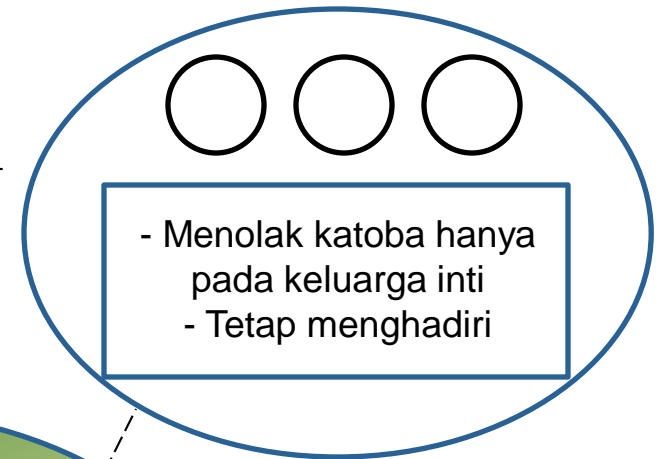 - Menolak katoba hanya
pada keluarga inti
- Tetap menghadiri